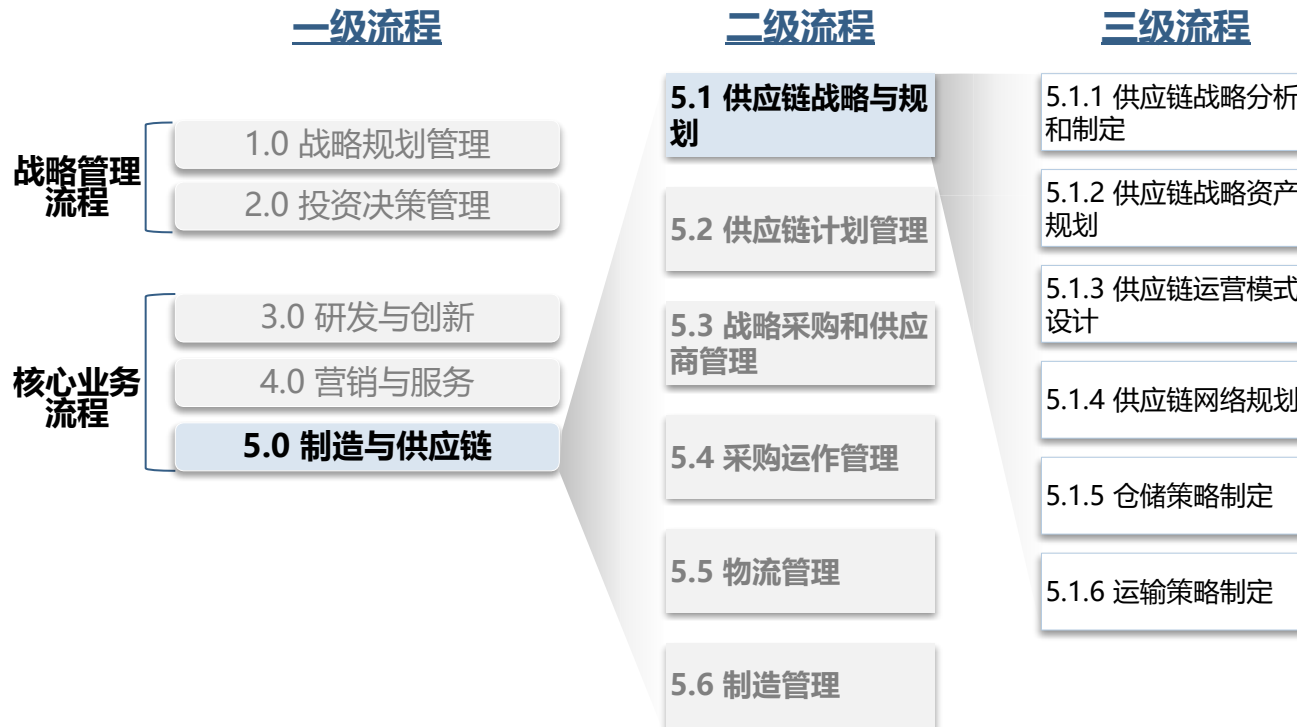 一级流程
二级流程
三级流程
战略管理
流程
1.0 战略规划管理
2.0 投资决策管理
核心业务
流程
3.0 研发与创新
4.0 营销与服务
5.0 制造与供应链
5.1 供应链战略与规
划
5.2 供应链计划管理
5.3 战略采购和供应
商管理
5.4 采购运作管理
5.5 物流管理
5.6 制造管理
5.1.1 供应链战略分析
和制定
5.1.2 供应链战略资产
规划
5.1.3 供应链运营模式
设计
5.1.4 供应链网络规划
5.1.5 仓储策略制定
5.1.6 运输策略制定